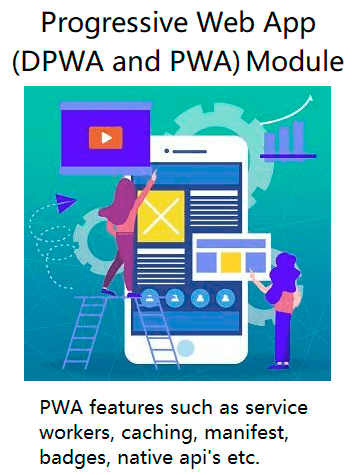 Progressive Web App
(DPWA and PWA) Module
PWA features such as service
workers, caching, manifest,
badges, native api's etc.